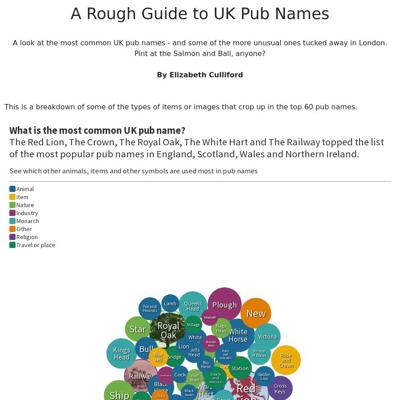 A Rough Guide to UK Pub Names
A look at the most common UK pub names - and some of the more unusual ones tucked away in London.
Pint at the Salmon and Ball, anyone?
By Elizabeth Culliford
This is a breakdown of some of the types of items or images that crop up in the top 60 pub names.
What is the most common UK pub name?
The Red Lion, The Crown, The Royal Oak, The White Hart and The Railway topped the list
of the most popular pub names in England, Scotland, Wales and Northern Ireland.
See which other animals, items and other symbols are used most in pub names
Animal
Item
Nature
Industry
Monarch
Other
Religion
Travel or place
Lamb
Queens
Head
Plough
New
Star
Royal
Oak
Village
White
Horse
Victoria
Kings
Head
Bull
White
Lion
Rose and
Crown
Railway
Station
Cross
Keys
Ship
Red